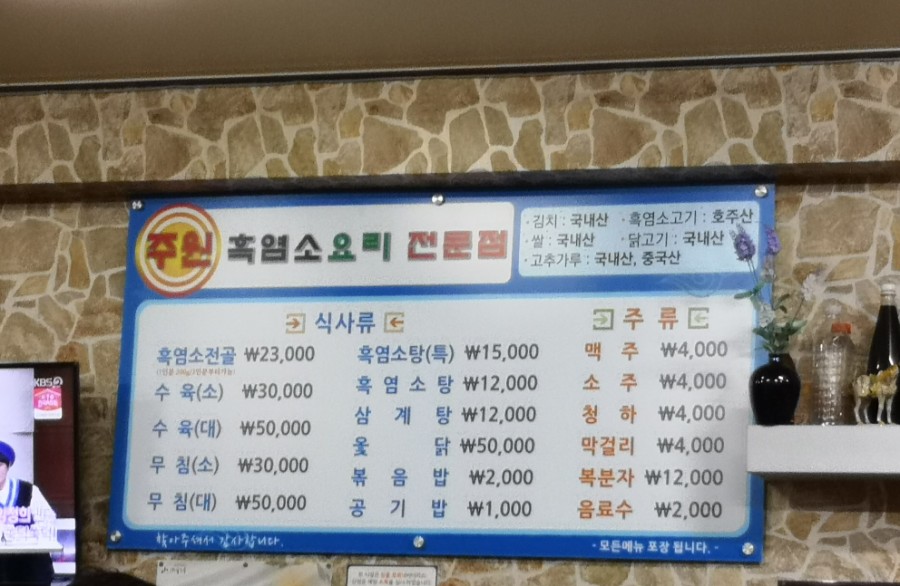 주원 흑염소요리 전문점
· 김치 : 국내산 · 흑염소고기 : 호주산
· 쌀 : 국내산 · 닭고기 : 국내산
· 고추가루 : 국내산, 중국산
식사류
흑염소전골 ₩23,000
수 육(소) ₩30,000
수 육(대) ₩50,000
무 침(소) ₩30,000
무 침(대) ₩50,000
흑염소탕(특) ₩15,000
흑 염 소 탕 ₩12,000
삼 계 탕 ₩12,000
옻 닭 ₩50,000
볶 음 밥 ₩2,000
공 기 밥 ₩1,000
주 류
맥 주 ₩4,000
소 주 ₩4,000
청 하 ₩4,000
막걸리 ₩4,000
복분자 ₩12,000
음료수 ₩2,000
찾아주셔서 감사합니다.
- 모든메뉴 포장 됩니다. -
KBS2